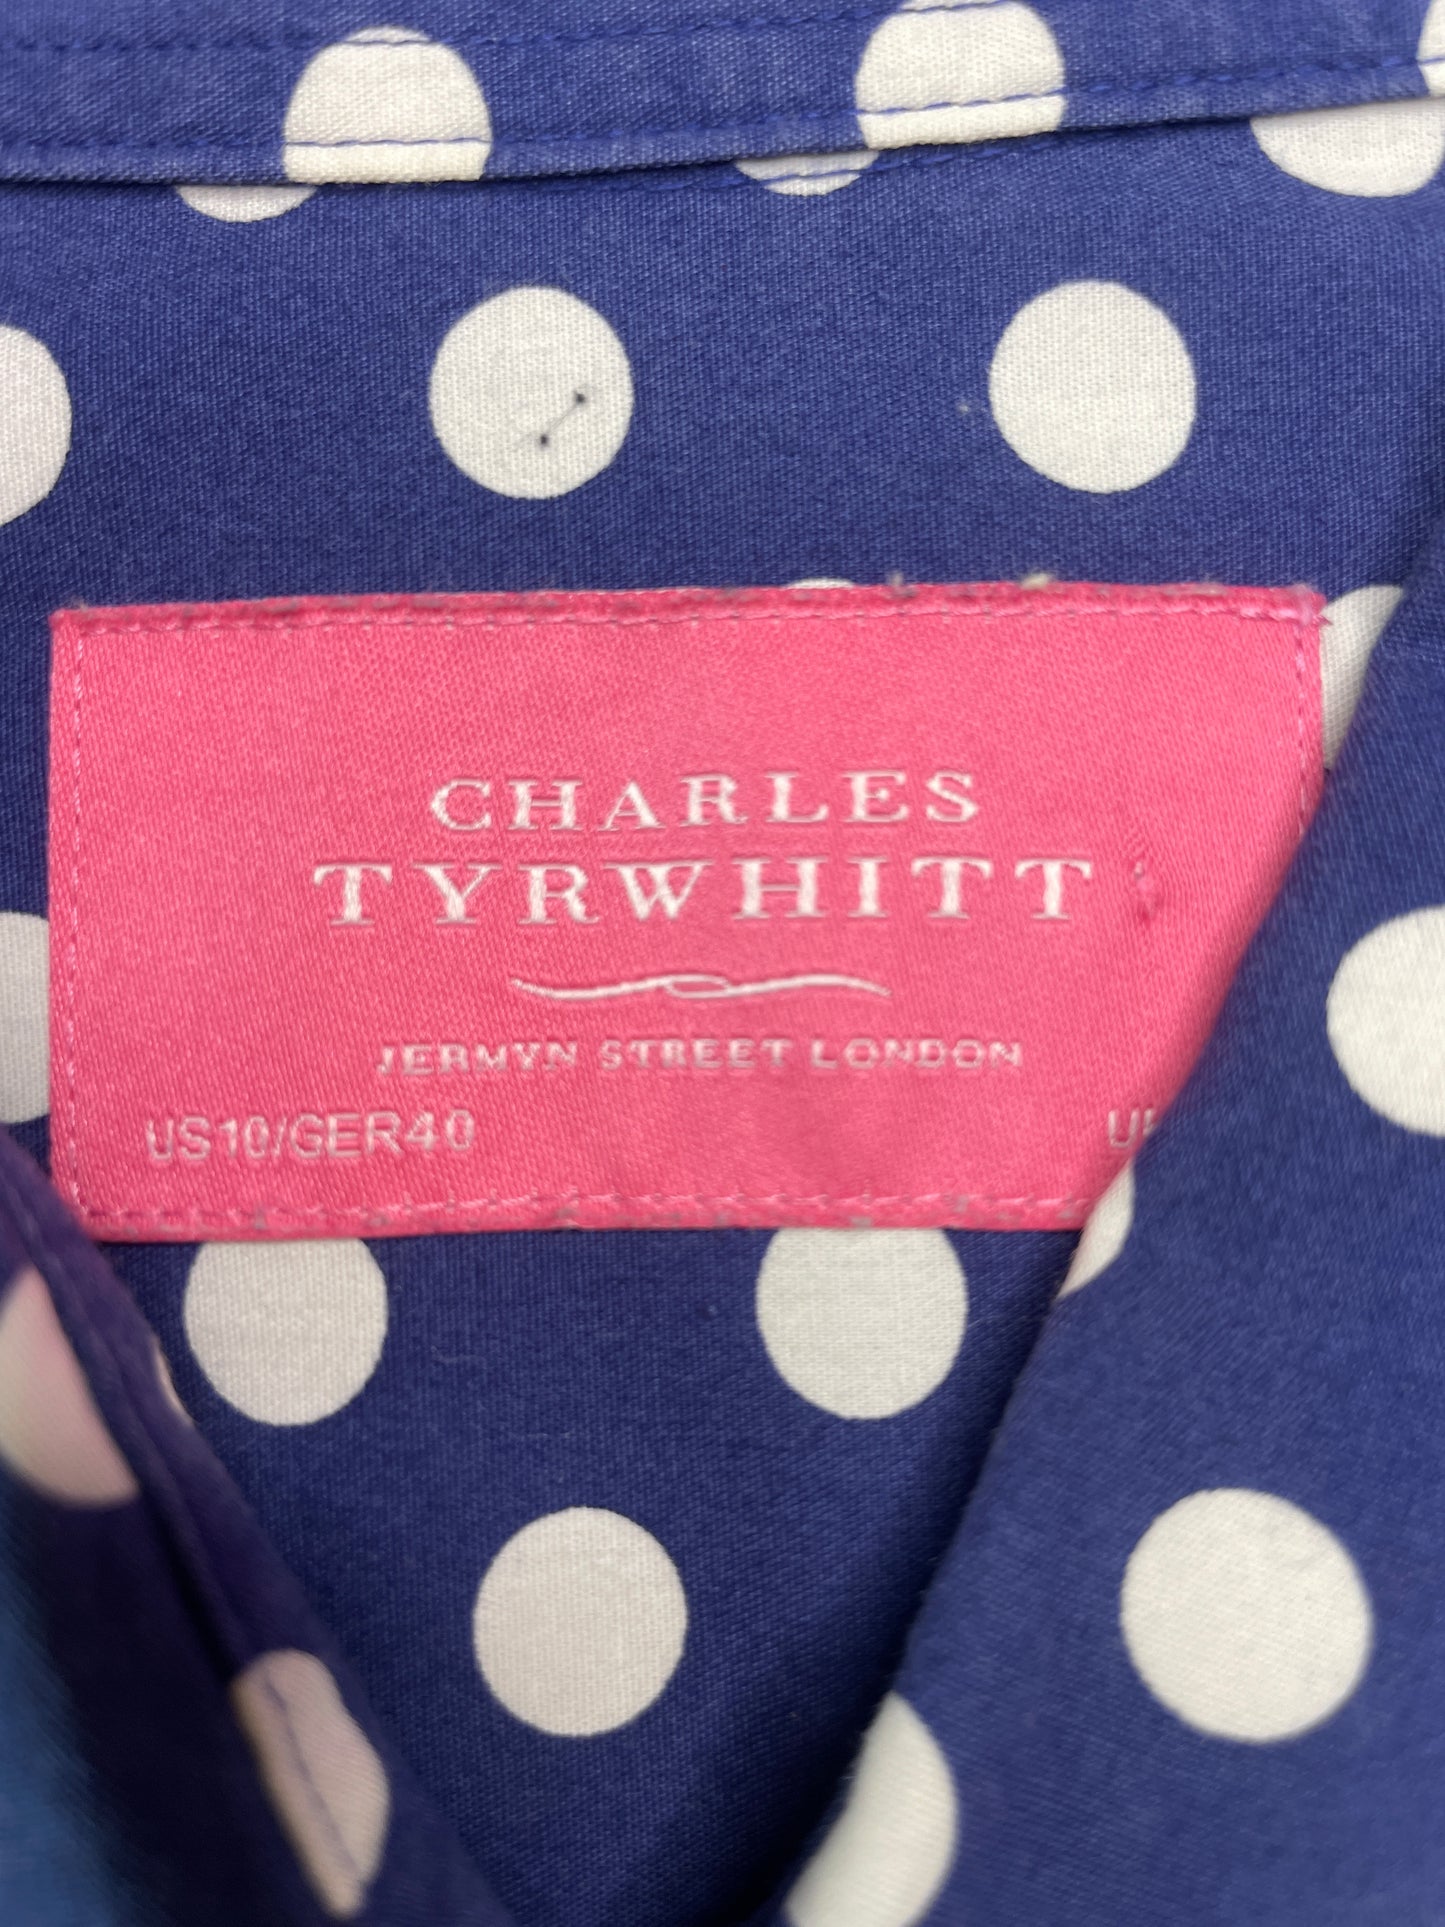 CHARLES
TYRWHITT
JERMYN STREET LONDON
US10/GER40